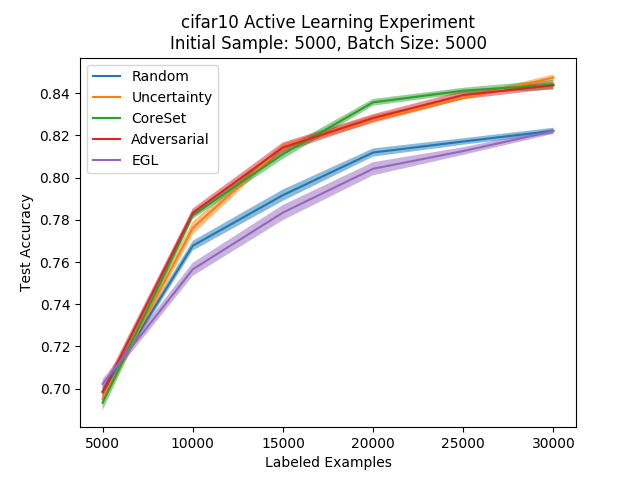 cifar10 Active Learning Experiment
Initial Sample: 5000, Batch Size: 5000
Random
Uncertainty
CoreSet
Adversarial
EGL
Test Accuracy
0.84
0.82
0.80
0.78
0.76
0.74
0.72
0.70
5000
10000
15000
20000
25000
30000
Labeled Examples